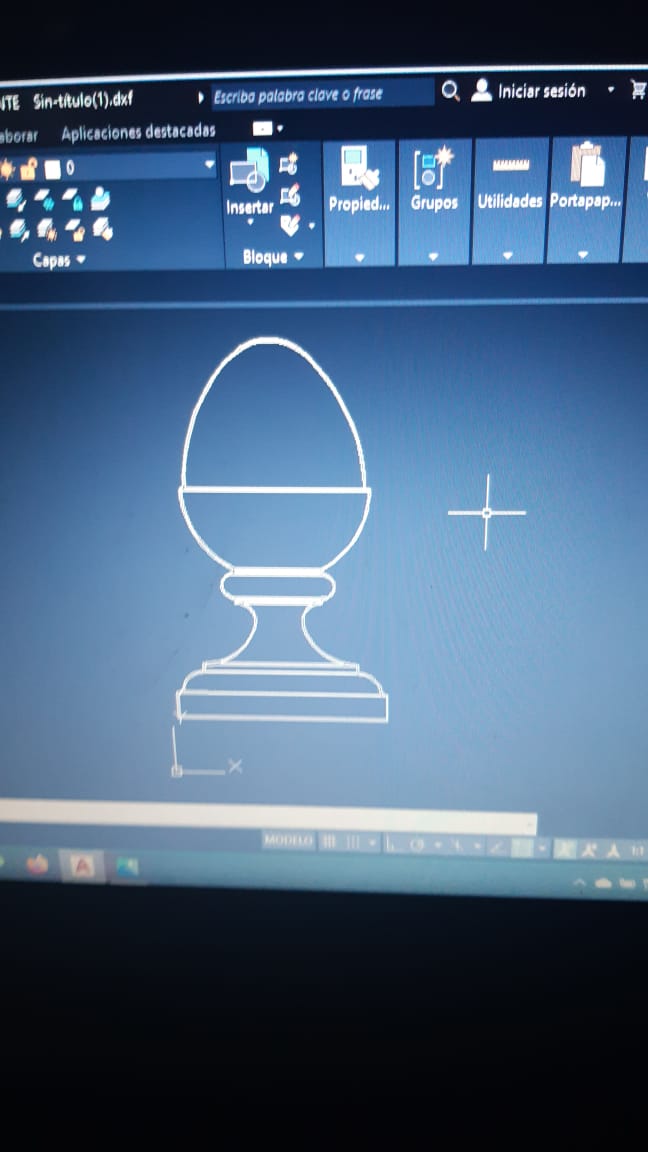 NTE Sin-título(1).dxf Escriba palabra clave o frase Iniciar sesión
aborar Aplicaciones destacadas
0
Insertar Propied... Grupos Utilidades Portapap...
Capas Bloque
X
MODELO